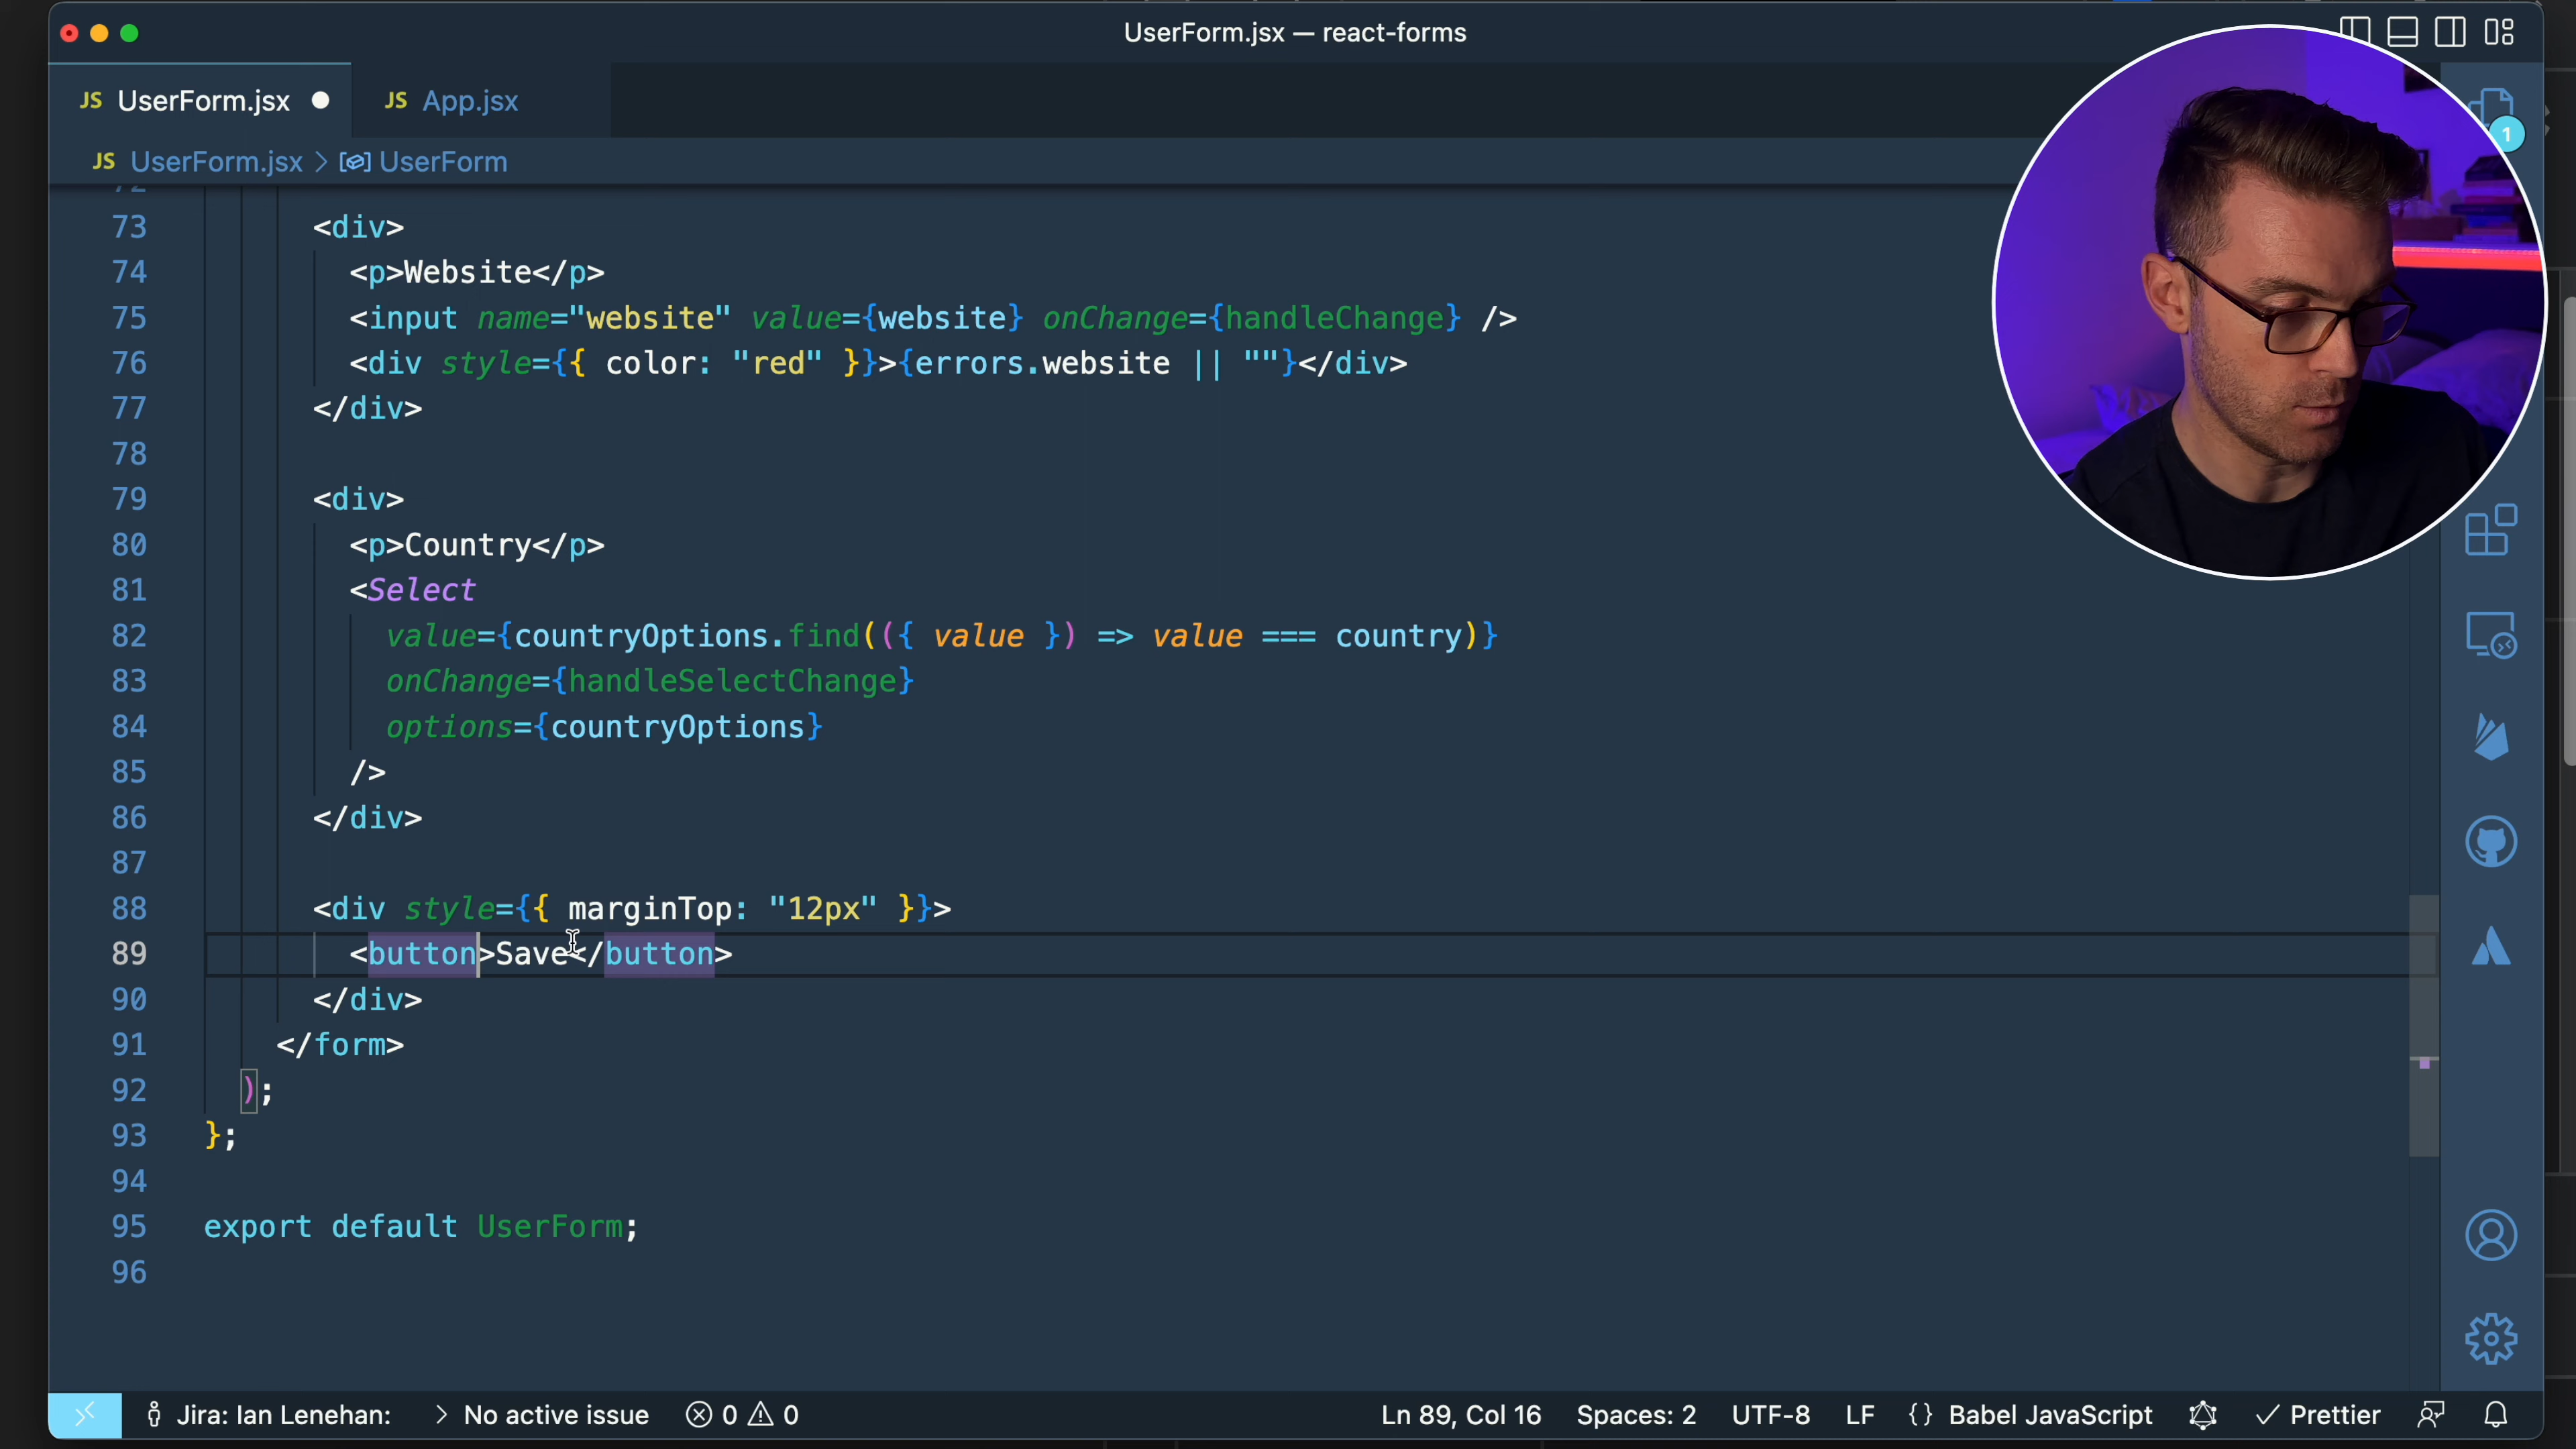 UserForm.jsx — react-forms
JS UserForm.jsx
JS App.jsx
1
JS UserForm.jsx > UserForm
72
73 <div>
74 <p>Website</p>
75 <input name="website" value={website} onChange={handleChange} />
76 <div style={{ color: "red" }}>{errors.website || ""}</div>
77 </div>
78
79 <div>
80 <p>Country</p>
81 <Select
82 value={countryOptions.find(({ value }) => value === country)}
83 onChange={handleSelectChange}
84 options={countryOptions}
85 />
86 </div>
87
88 <div style={{ marginTop: "12px" }}>
89 <button>Save</button>
90 </div>
91 </form>
92 );
93 };
94
95 export default UserForm;
96
Jira: Ian Lenehan: > No active issue 0 0 Ln 89, Col 16 Spaces: 2 UTF-8 LF {} Babel JavaScript Prettier